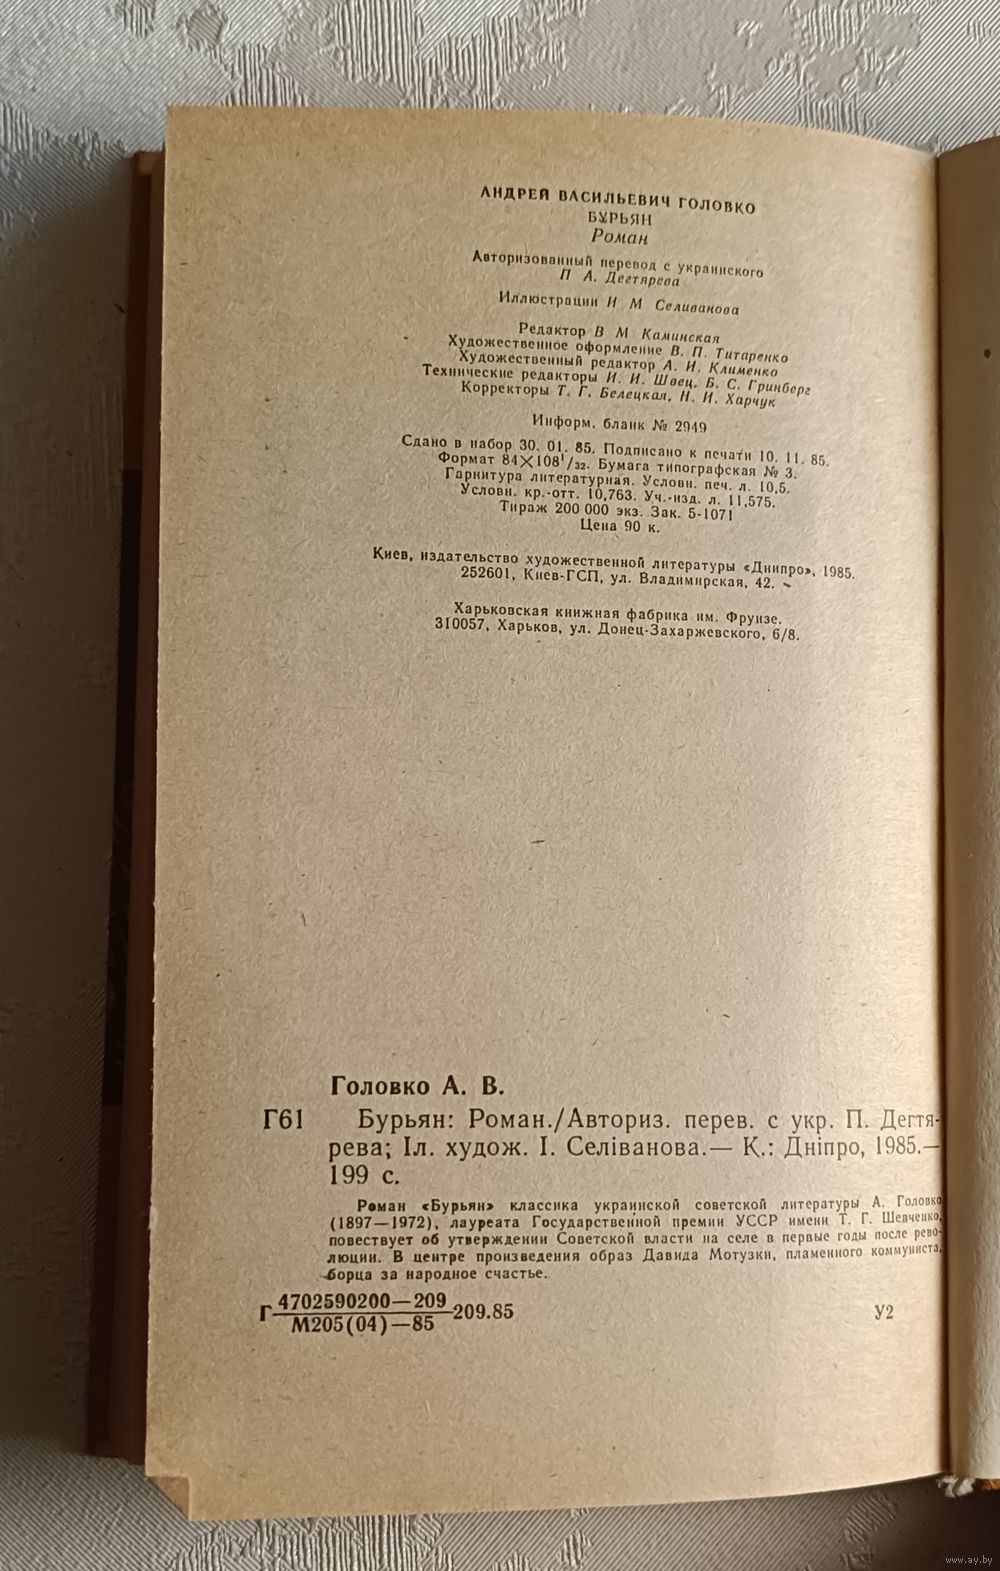 АНДРЕЙ ВАСИЛЬЕВИЧ ГОЛОВКО
БУРЬЯН
Роман
Авторизованный перевод с украинского
П А. Дегтярева
Иллюстрации И М Селиванова
Редактор В М Каминская
Художественное оформление В. П. Титаренко
Художественный редактор А. И. Клименко
Технические редакторы И. И. Швец, Б. С. Гринберг
Корректоры Т. Г. Белецкая, Н. И. Харчук
Информ. бланк № 2949
Сдано в набор 30. 01. 85. Подписано к печати 10. 11. 85.
Формат 84×108¹/₃₂. Бумага типографская № 3.
Гарнитура литературная. Условн. печ. л. 10,5.
Условн. кр.-отт. 10,763. Уч.-изд. л. 11,575.
Тираж 200 000 экз. Зак. 5-1071
Цена 90 к.
Киев, издательство художественной литературы «Днипро», 1985.
252601, Киев-ГСП, ул. Владимирская, 42.
Харьковская книжная фабрика им. Фрунзе.
310057, Харьков, ул. Донец-Захаржевского, 6/8.
Головко А. В.
Г61 Бурьян: Роман./Авториз. перев. с укр. П. Дегтя-
рева; Іл. худож. І. Селіванова.— К.: Дніпро, 1985.—
199 с.
Роман «Бурьян» классика украинской советской литературы А. Головко
(1897—1972), лауреата Государственной премии УССР имени Т. Г. Шевченко,
повествует об утверждении Советской власти на селе в первые годы после рево-
люции. В центре произведения образ Давида Мотузки, пламенного коммуниста,
борца за народное счастье.
Г 4702590200—209
М205(04)—85 209.85 У2
www.ay.by